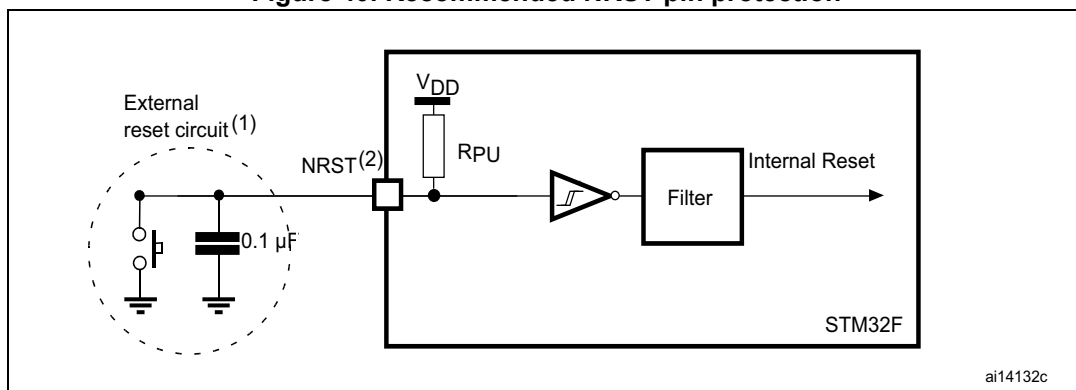 Figure 40. Recommended NRST pin protection
External
reset circuit(1)
VDD
RPU
NRST(2)
0.1 µF
Filter
Internal Reset
STM32F
ai14132c